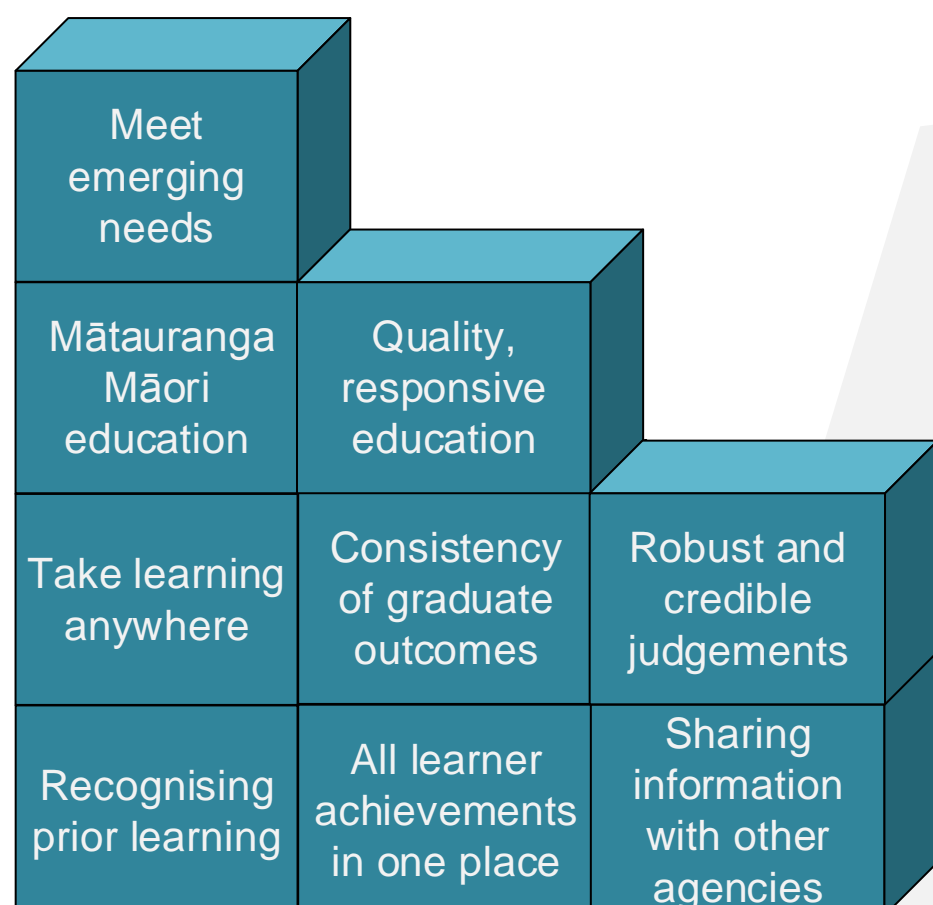 Meet
emerging
needs
Mātauranga
Māori
education
Quality,
responsive
education
Take learning
anywhere
Consistency
of graduate
outcomes
Robust and
credible
judgements
Recognising
prior learning
All learner
achievements
in one place
Sharing
information
with other
agencies